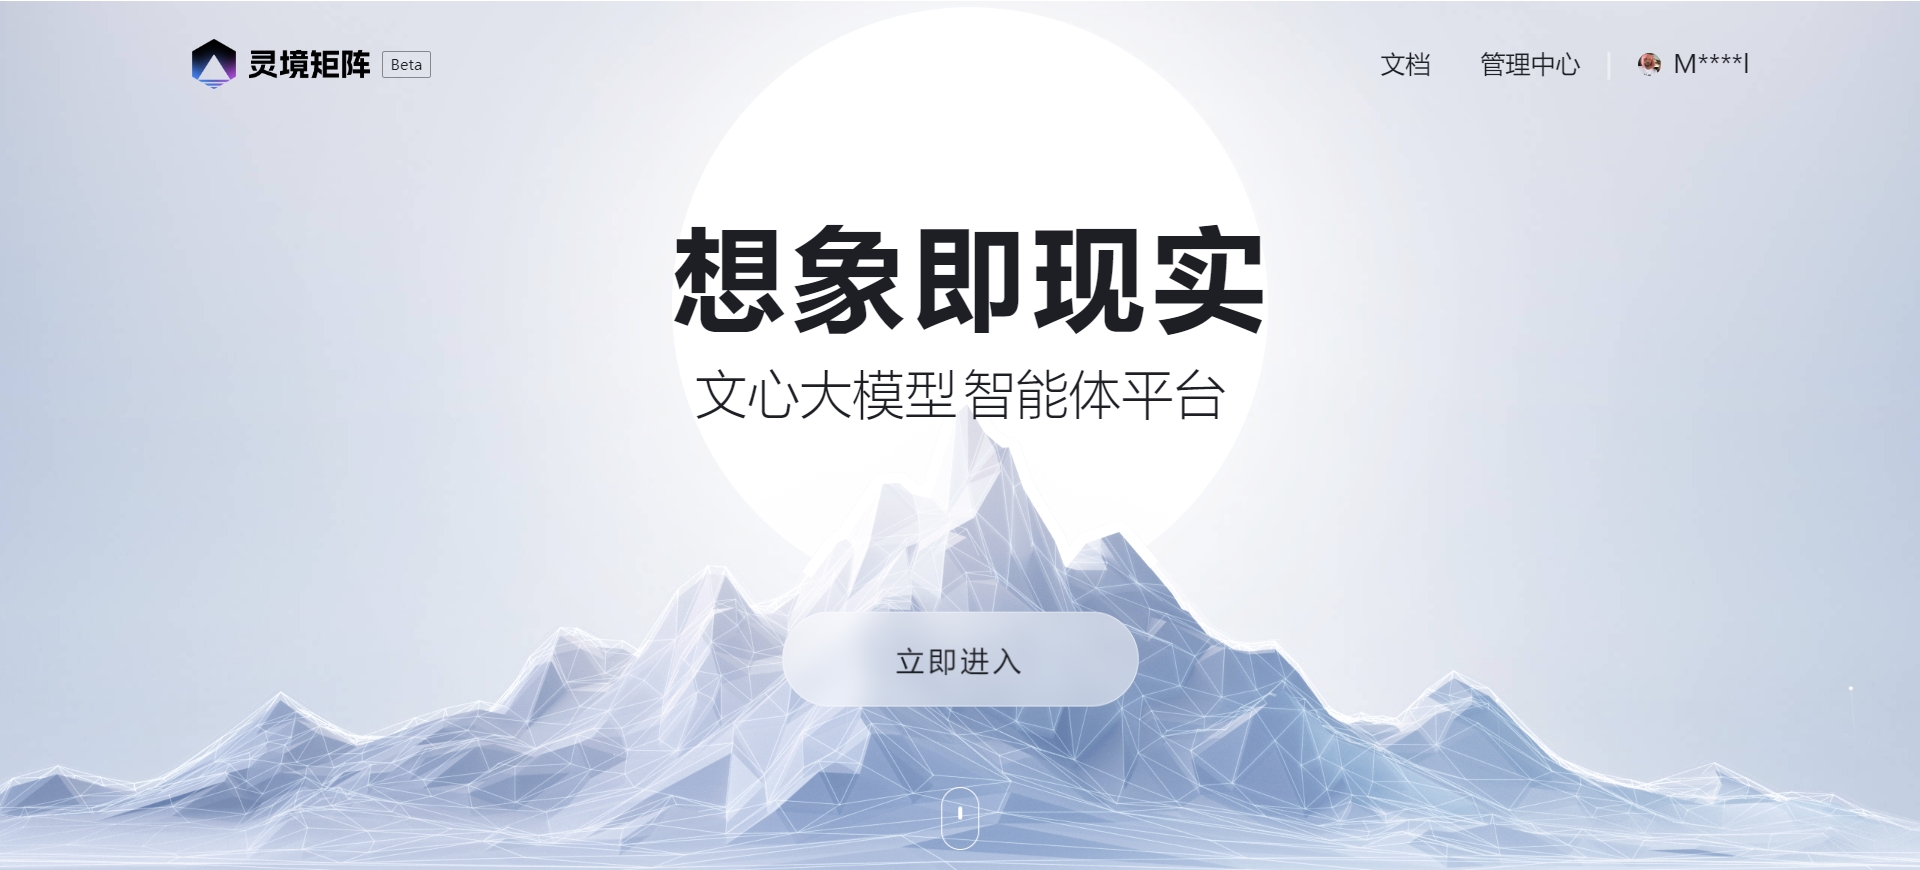 灵境矩阵 Beta 文档 管理中心 M****l
想象即现实
文心大模型 智能体平台
立即进入